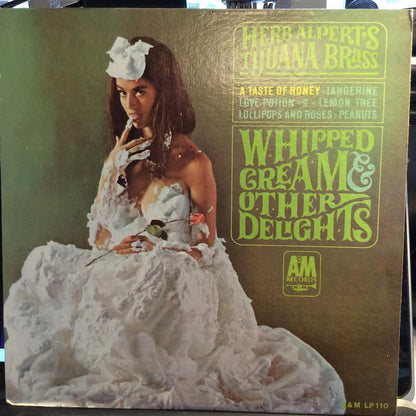 HERB ALPERT'S
TIJUANA BRASS
A TASTE OF HONEY • TANGERINE
LOVE POTION • 9 • LEMON TREE
LOLLIPOPS AND ROSES • PEANUTS
WHIPPED
CREAM &
OTHER
DELIGHTS
A&M
RECORDS
A&M LP110